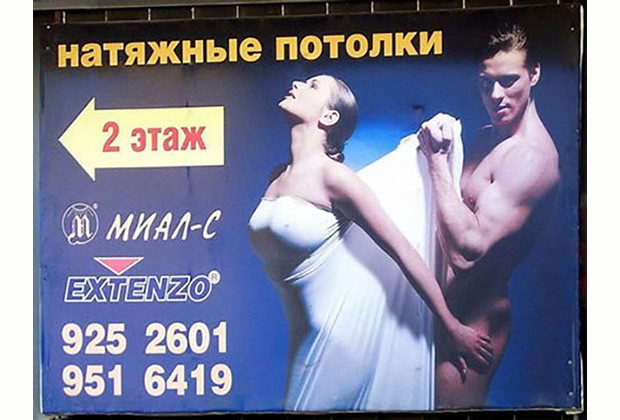 натяжные потолки
2 этаж
М® МИАЛ-С
EXTENZO®
925 2601
951 6419